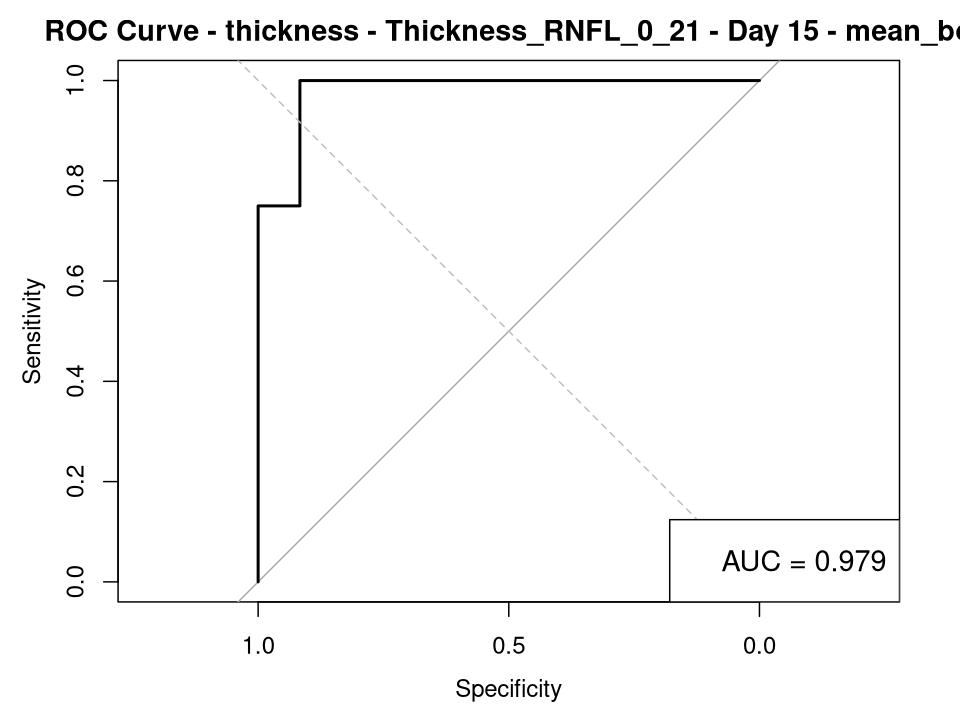 ROC Curve - thickness - Thickness_RNFL_0_21 - Day 15 - mean_b
1.0
0.8
0.6
0.4
0.2
0.0
Sensitivity
AUC = 0.979
1.0 0.5 0.0
Specificity